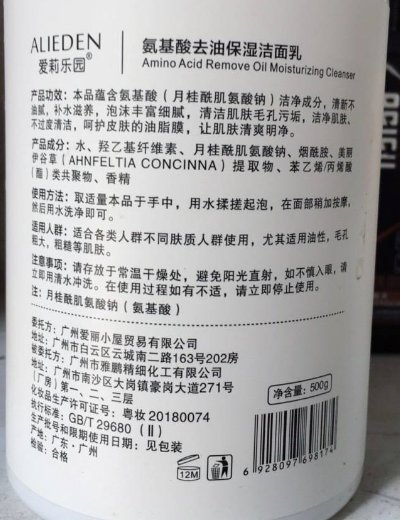 ALIEDEN
爱莉乐园®
氨基酸去油保湿洁面乳
Amino Acid Remove Oil Moisturizing Cleanser
产品功效：本品蕴含氨基酸（月桂酰肌氨酸钠）洁净成分，清新不
油腻，补水滋养，泡沫丰富细腻，清洁肌肤毛孔污垢，洁净肌肤、
不过度清洁，呵护皮肤的油脂膜，让肌肤清爽明净。
产品成分：水、羟乙基纤维素、月桂酰肌氨酸钠、烟酰胺、美丽
伊谷草（AHNFELTIA CONCINNA）提取物、苯乙烯/丙烯酸
（酯）类共聚物、香精
使用方法：取适量本品于手中，用水揉搓起泡，在面部稍加按摩，
然后用水洗净即可。
适用人群：适合各类人群不同肤质人群使用，尤其适用油性，毛孔
粗大，粗糙等肌肤。
注意事项：请存放于常温干燥处，避免阳光直射，如不慎入眼，请
立即用清水冲洗。在使用过程如有不适，请立即停止使用。
注：月桂酰肌氨酸钠（氨基酸）
委托方：广州爱丽小屋贸易有限公司
地址：广州市白云区云城南二路163号202房
被委托方：广州市雅鹏精细化工有限公司
地址：广州市南沙区大岗镇豪岗大道271号
（厂房）第一、二、三层
化妆品生产许可证号：粤妆20180074
执行标准：GB/T 29680（Ⅱ）
生产批号和限期使用日期：见包装
产地：广东·广州
检验：合格
净含量：500g
12M
6 928097 698174